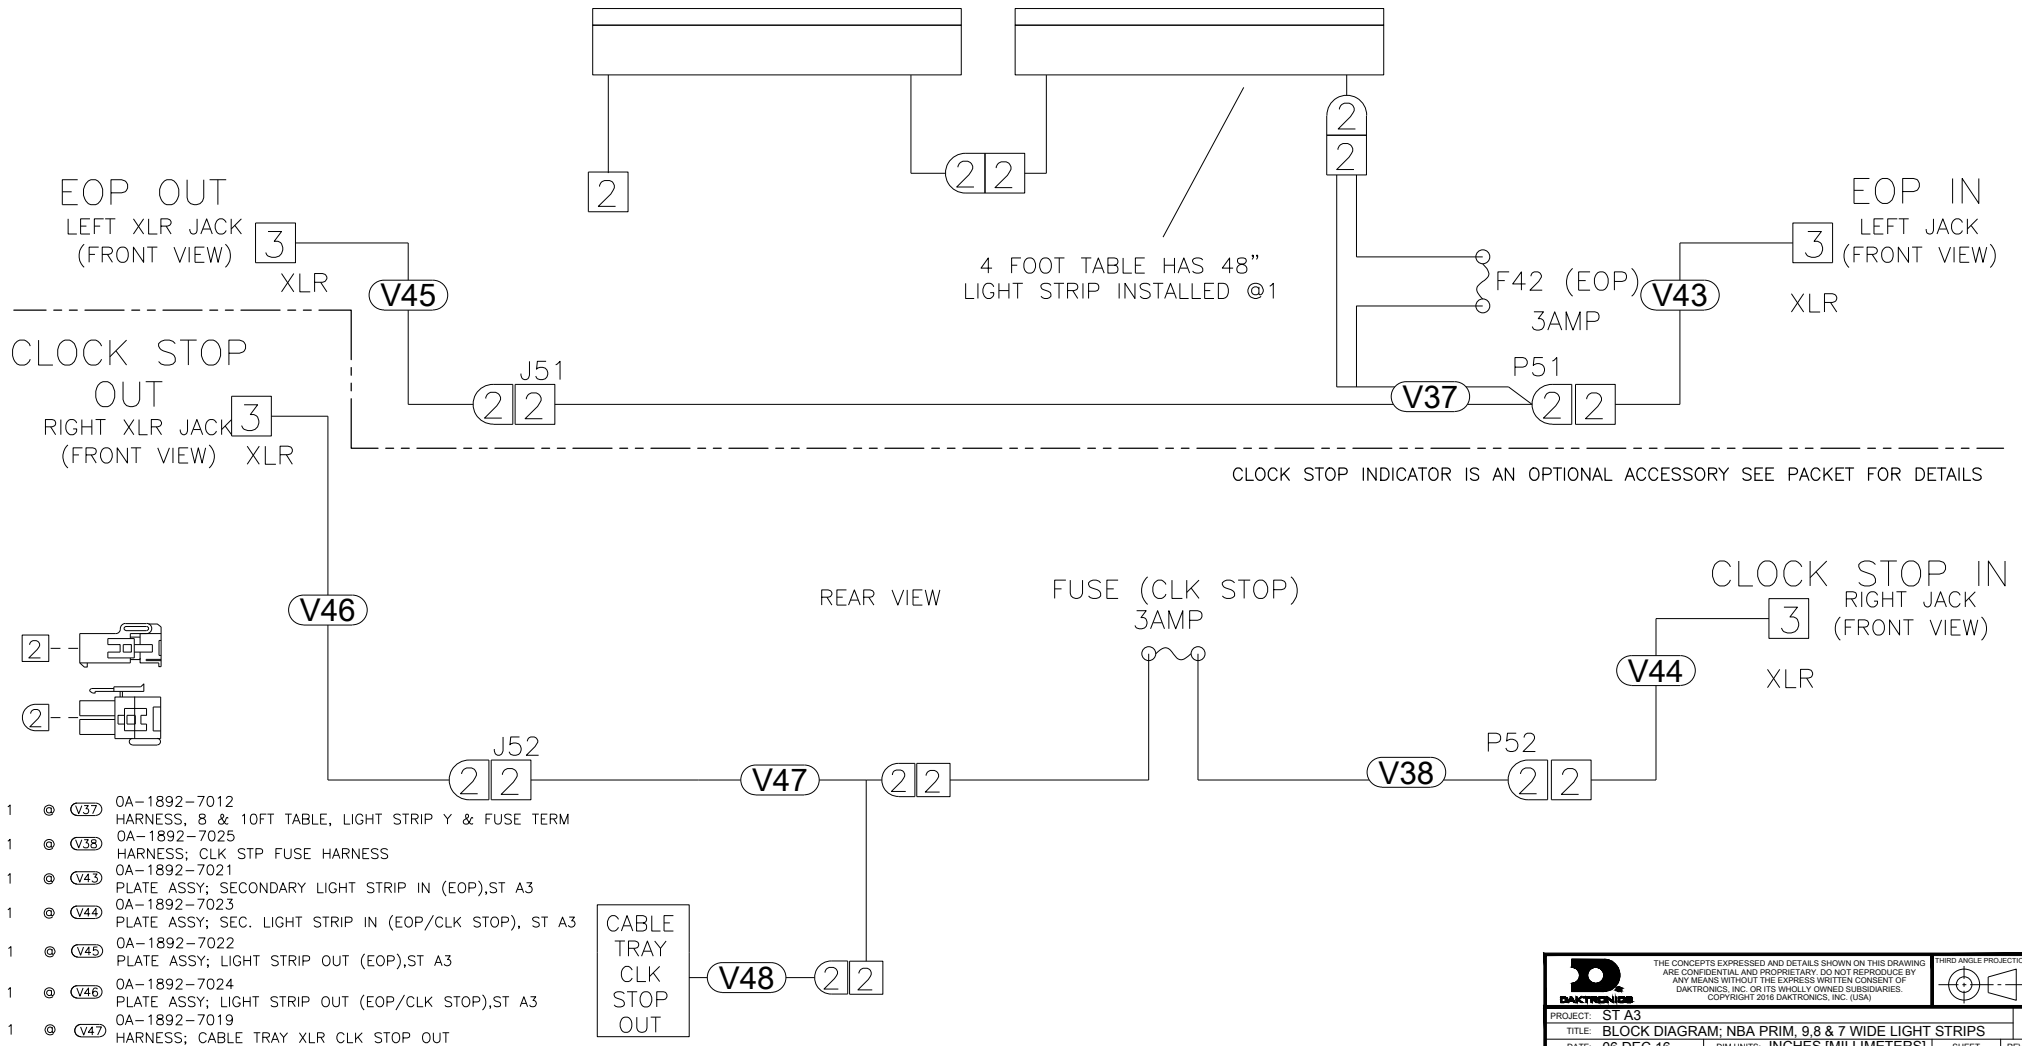 2
2
2
2
2
EOP OUT
LEFT XLR JACK
(FRONT VIEW)
3
XLR
V45
4 FOOT TABLE HAS 48"
LIGHT STRIP INSTALLED @1
F42 (EOP)
3AMP
V43
EOP IN
LEFT JACK
(FRONT VIEW)
3
XLR
CLOCK STOP
OUT
RIGHT XLR JACK
(FRONT VIEW)
3
XLR
J51
2 2
V37
P51
2 2
CLOCK STOP INDICATOR IS AN OPTIONAL ACCESSORY SEE PACKET FOR DETAILS
V46
REAR VIEW
FUSE (CLK STOP)
3AMP
CLOCK STOP IN
RIGHT JACK
(FRONT VIEW)
3
XLR
V44
2
2
J52
2 2
V47
2 2
V38
P52
2 2
1 @ V37 0A-1892-7012
HARNESS, 8 & 10FT TABLE, LIGHT STRIP Y & FUSE TERM
1 @ V38 0A-1892-7025
HARNESS; CLK STP FUSE HARNESS
1 @ V43 0A-1892-7021
PLATE ASSY; SECONDARY LIGHT STRIP IN (EOP),ST A3
1 @ V44 0A-1892-7023
PLATE ASSY; SEC. LIGHT STRIP IN (EOP/CLK STOP), ST A3
1 @ V45 0A-1892-7022
PLATE ASSY; LIGHT STRIP OUT (EOP),ST A3
1 @ V46 0A-1892-7024
PLATE ASSY; LIGHT STRIP OUT (EOP/CLK STOP),ST A3
1 @ V47 0A-1892-7019
HARNESS; CABLE TRAY XLR CLK STOP OUT
CABLE
TRAY
CLK
STOP
OUT
V48
2 2
DAKTRONICS
THE CONCEPTS EXPRESSED AND DETAILS SHOWN ON THIS DRAWING
ARE CONFIDENTIAL AND PROPRIETARY. DO NOT REPRODUCE BY
ANY MEANS WITHOUT THE EXPRESS WRITTEN CONSENT OF
DAKTRONICS, INC. OR ITS WHOLLY OWNED SUBSIDIARIES.
COPYRIGHT 2016 DAKTRONICS, INC. (USA)
THIRD ANGLE PROJECTION
PROJECT: ST A3
TITLE: BLOCK DIAGRAM; NBA PRIM, 9,8 & 7 WIDE LIGHT STRIPS
DATE: 06 DEC 16 DIM UNITS: INCHES [MILLIMETERS] SHEET